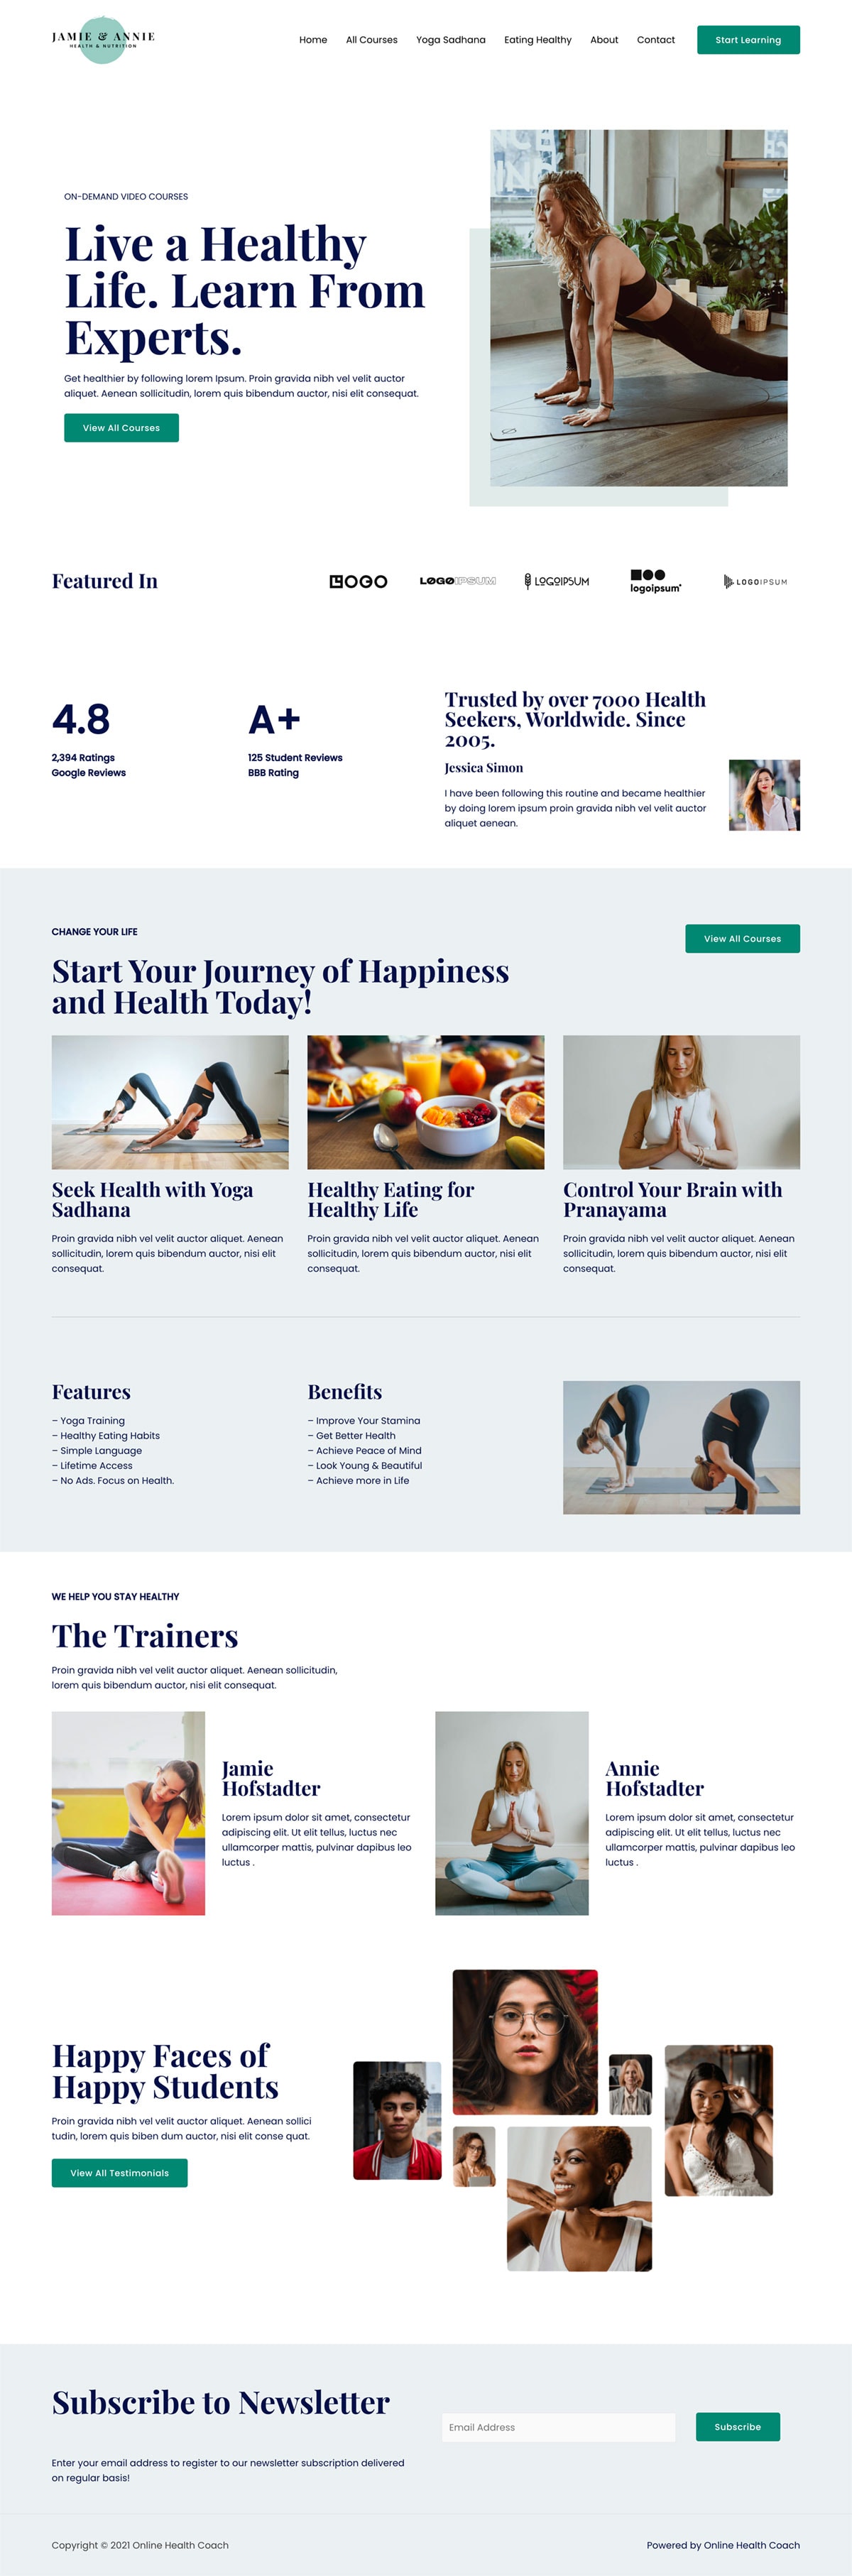 JAMIE & ANNIE
HEALTH & NUTRITION
Home All Courses Yoga Sadhana Eating Healthy About Contact Start Learning
ON-DEMAND VIDEO COURSES
Live a Healthy
Life. Learn From
Experts.
Get healthier by following lorem Ipsum. Proin gravida nibh vel velit auctor
aliquet. Aenean sollicitudin, lorem quis bibendum auctor, nisi elit consequat.
View All Courses
Featured In
LOGO
LOGOIPSUM
LOGOIPSUM
logoipsum
LOGOIPSUM
4.8
2,394 Ratings
Google Reviews
A+
125 Student Reviews
BBB Rating
Trusted by over 7000 Health
Seekers, Worldwide. Since
2005.
Jessica Simon
I have been following this routine and became healthier
by doing lorem ipsum proin gravida nibh vel velit auctor
aliquet aenean.
CHANGE YOUR LIFE
View All Courses
Start Your Journey of Happiness
and Health Today!
Seek Health with Yoga
Sadhana
Proin gravida nibh vel velit auctor aliquet. Aenean
sollicitudin, lorem quis bibendum auctor, nisi elit
consequat.
Healthy Eating for
Healthy Life
Proin gravida nibh vel velit auctor aliquet. Aenean
sollicitudin, lorem quis bibendum auctor, nisi elit
consequat.
Control Your Brain with
Pranayama
Proin gravida nibh vel velit auctor aliquet. Aenean
sollicitudin, lorem quis bibendum auctor, nisi elit
consequat.
Features
– Yoga Training
– Healthy Eating Habits
– Simple Language
– Lifetime Access
– No Ads. Focus on Health.
Benefits
– Improve Your Stamina
– Get Better Health
– Achieve Peace of Mind
– Look Young & Beautiful
– Achieve more in Life
WE HELP YOU STAY HEALTHY
The Trainers
Proin gravida nibh vel velit auctor aliquet. Aenean sollicitudin,
lorem quis bibendum auctor, nisi elit consequat.
Jamie
Hofstadter
Lorem ipsum dolor sit amet, consectetur
adipiscing elit. Ut elit tellus, luctus nec
ullamcorper mattis, pulvinar dapibus leo
luctus .
Annie
Hofstadter
Lorem ipsum dolor sit amet, consectetur
adipiscing elit. Ut elit tellus, luctus nec
ullamcorper mattis, pulvinar dapibus leo
luctus .
Happy Faces of
Happy Students
Proin gravida nibh vel velit auctor aliquet. Aenean sollici
tudin, lorem quis biben dum auctor, nisi elit conse quat.
View All Testimonials
Subscribe to Newsletter
Enter your email address to register to our newsletter subscription delivered
on regular basis!
Email Address
Subscribe
Copyright © 2021 Online Health Coach
Powered by Online Health Coach